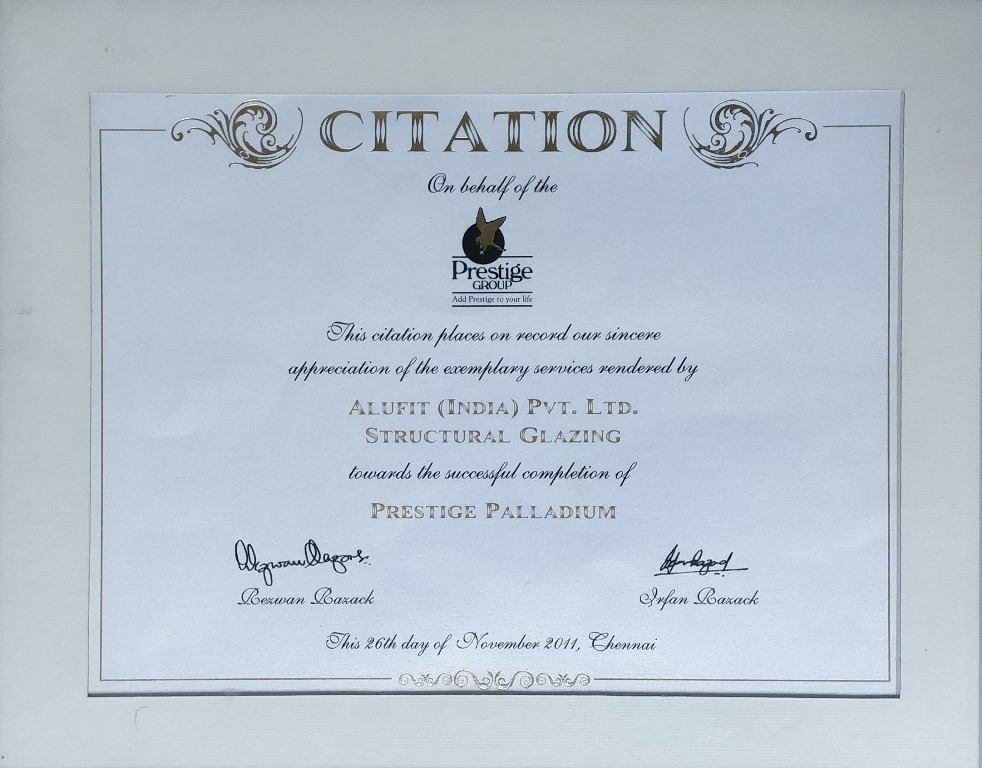 CITATION
On behalf of the
Prestige
GROUP
Add Prestige to your life
This citation places on record our sincere
appreciation of the exemplary services rendered by
ALUFIT (INDIA) PVT. LTD.
STRUCTURAL GLAZING
towards the successful completion of
PRESTIGE PALLADIUM
Rezwan Razack
Irfan Razack
This 26th day of November 2011, Chennai